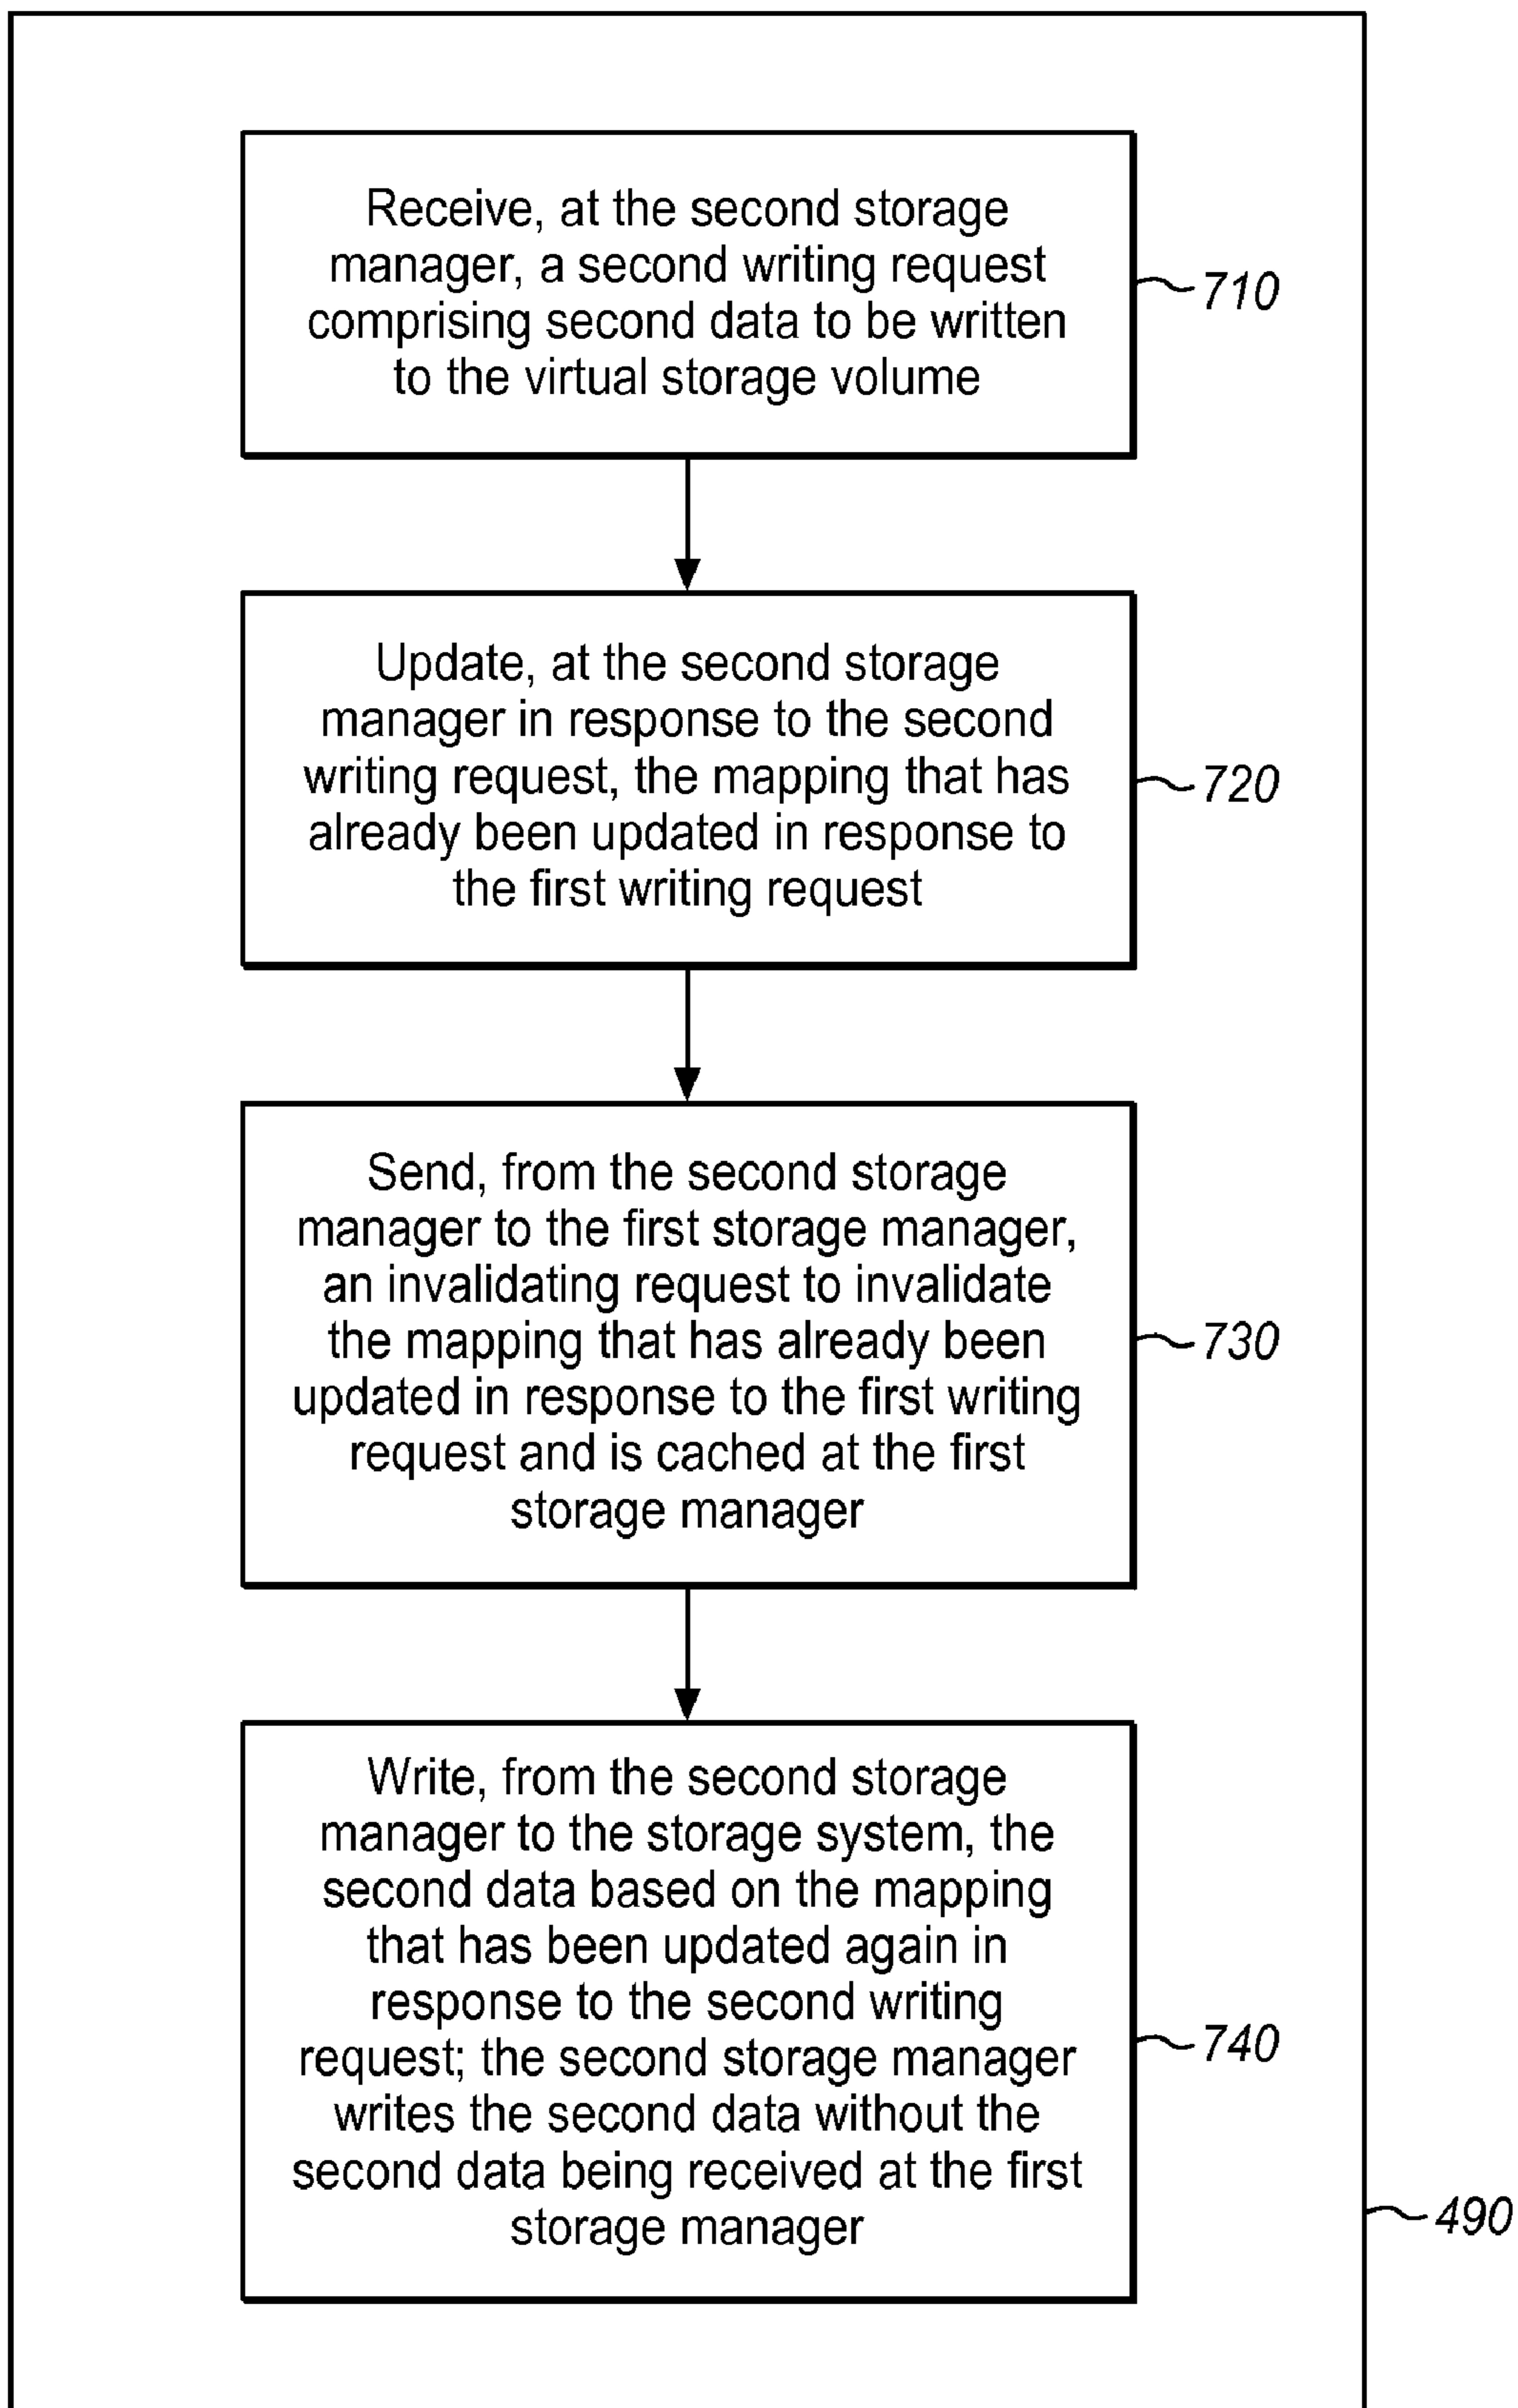 Receive, at the second storage
manager, a second writing request
comprising second data to be written
to the virtual storage volume
710
Update, at the second storage
manager in response to the second
writing request, the mapping that has
already been updated in response to
the first writing request
720
Send, from the second storage
manager to the first storage manager,
an invalidating request to invalidate
the mapping that has already been
updated in response to the first writing
request and is cached at the first
storage manager
730
Write, from the second storage
manager to the storage system, the
second data based on the mapping
that has been updated again in
response to the second writing
request; the second storage manager
writes the second data without the
second data being received at the first
storage manager
740
490